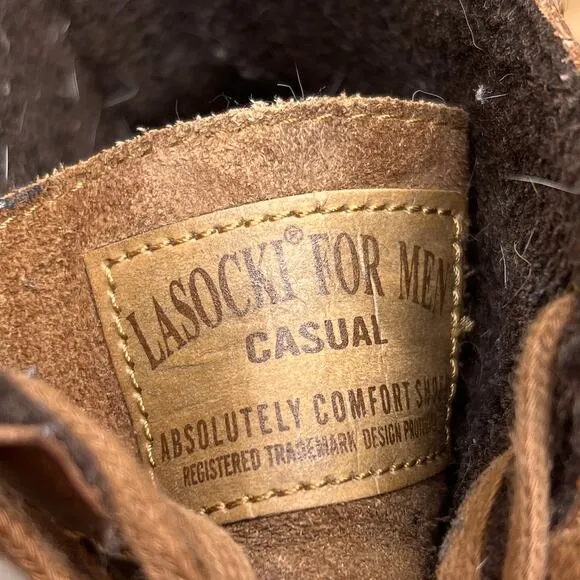 LASOCKI® FOR MEN
CASUAL
ABSOLUTELY COMFORT
REGISTERED TRADEMARK DESIGN